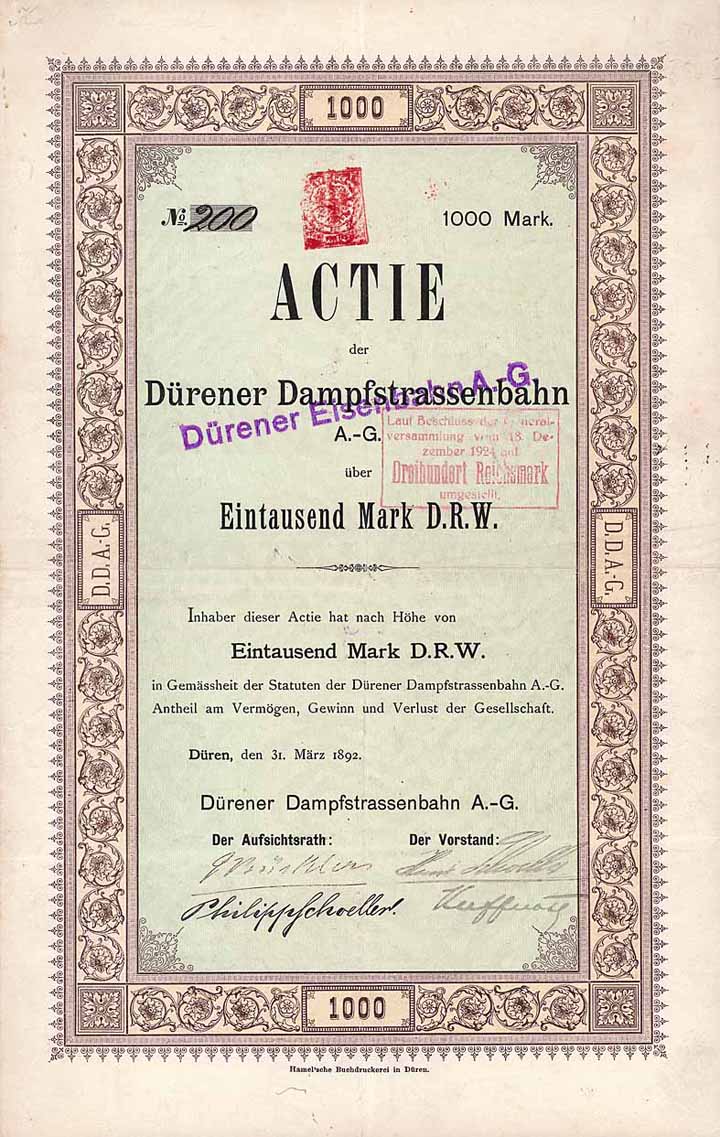 1000
№ 200
1000 Mark.
ACTIE
der
Dürener Dampfstrassenbahn
Dürener Eisenbahn A.-G.
A.-G.
Laut Beschluss der General-
versammlung vom 18. De-
zember 1924 auf
Dreihundert Reichsmark
umgestellt.
über
Eintausend Mark D.R.W.
D.D.A.-G.
D.D.A.-G.
Inhaber dieser Actie hat nach Höhe von
Eintausend Mark D.R.W.
in Gemässheit der Statuten der Dürener Dampfstrassenbahn A.-G.
Antheil am Vermögen, Gewinn und Verlust der Gesellschaft.
Düren, den 31. März 1892.
Dürener Dampfstrassenbahn A.-G.
Der Aufsichtsrath: Der Vorstand:
Philipp Schoeller
1000
Hamel'sche Buchdruckerei in Düren.